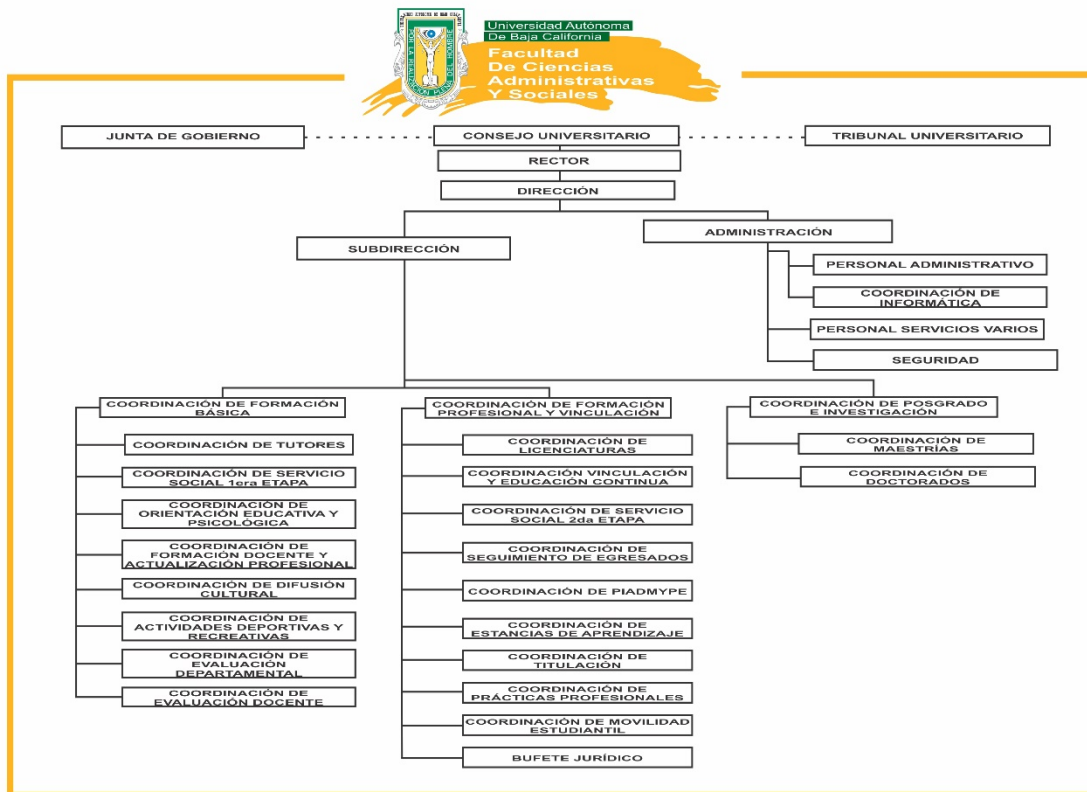 Universidad Autónoma
De Baja California
Facultad
De Ciencias
Administrativas
Y Sociales
POR LA REALIZACIÓN PLENA DEL HOMBRE
JUNTA DE GOBIERNO
CONSEJO UNIVERSITARIO
TRIBUNAL UNIVERSITARIO
RECTOR
DIRECCIÓN
SUBDIRECCIÓN
ADMINISTRACIÓN
PERSONAL ADMINISTRATIVO
COORDINACIÓN DE
INFORMÁTICA
PERSONAL SERVICIOS VARIOS
SEGURIDAD
COORDINACIÓN DE FORMACIÓN
BÁSICA
COORDINACIÓN DE TUTORES
COORDINACIÓN DE SERVICIO
SOCIAL 1era ETAPA
COORDINACIÓN DE
ORIENTACIÓN EDUCATIVA Y
PSICOLÓGICA
COORDINACIÓN DE
FORMACIÓN DOCENTE Y
ACTUALIZACIÓN PROFESIONAL
COORDINACIÓN DE DIFUSIÓN
CULTURAL
COORDINACIÓN DE
ACTIVIDADES DEPORTIVAS Y
RECREATIVAS
COORDINACIÓN DE
EVALUACIÓN
DEPARTAMENTAL
COORDINACIÓN DE
EVALUACIÓN DOCENTE
COORDINACIÓN DE FORMACIÓN
PROFESIONAL Y VINCULACIÓN
COORDINACIÓN DE
LICENCIATURAS
COORDINACIÓN VINCULACIÓN
Y EDUCACIÓN CONTINUA
COORDINACIÓN DE SERVICIO
SOCIAL 2da ETAPA
COORDINACIÓN DE
SEGUIMIENTO DE EGRESADOS
COORDINACIÓN DE PIADMYPE
COORDINACIÓN DE
ESTANCIAS DE APRENDIZAJE
COORDINACIÓN DE
TITULACIÓN
COORDINACIÓN DE
PRÁCTICAS PROFESIONALES
COORDINACIÓN DE MOVILIDAD
ESTUDIANTIL
BUFETE JURÍDICO
COORDINACIÓN DE POSGRADO
E INVESTIGACIÓN
COORDINACIÓN DE
MAESTRÍAS
COORDINACIÓN DE
DOCTORADOS